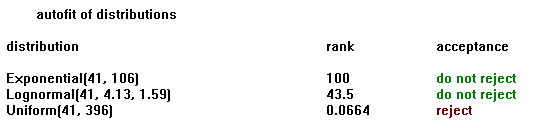 autofit of distributions
distribution rank acceptance
Exponential(41, 106) 100 do not reject
Lognormal(41, 4.13, 1.59) 43.5 do not reject
Uniform(41, 396) 0.0664 reject